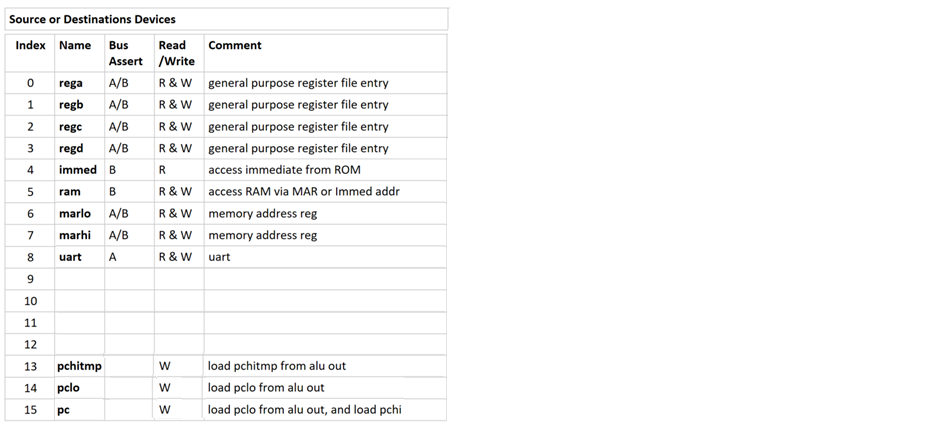 Source or Destinations Devices
Index Name Bus Assert Read /Write Comment
0 rega A/B R & W general purpose register file entry
1 regb A/B R & W general purpose register file entry
2 regc A/B R & W general purpose register file entry
3 regd A/B R & W general purpose register file entry
4 immed B R access immediate from ROM
5 ram B R & W access RAM via MAR or Immed addr
6 marlo A/B R & W memory address reg
7 marhi A/B R & W memory address reg
8 uart A R & W uart
9
10
11
12
13 pchitmp W load pchitmp from alu out
14 pclo W load pclo from alu out
15 pc W load pclo from alu out, and load pchi